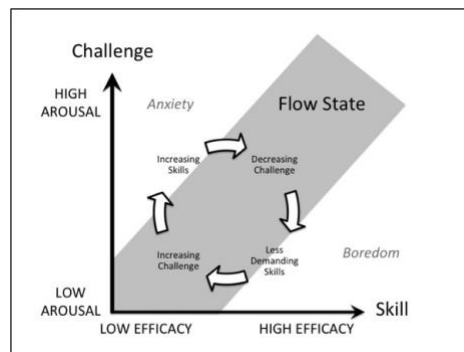 Challenge
HIGH
AROUSAL
Anxiety
Flow State
Increasing
Skills
Decreasing
Challenge
Increasing
Challenge
Less
Demanding
Skills
Boredom
LOW
AROUSAL
Skill
LOW EFFICACY
HIGH EFFICACY